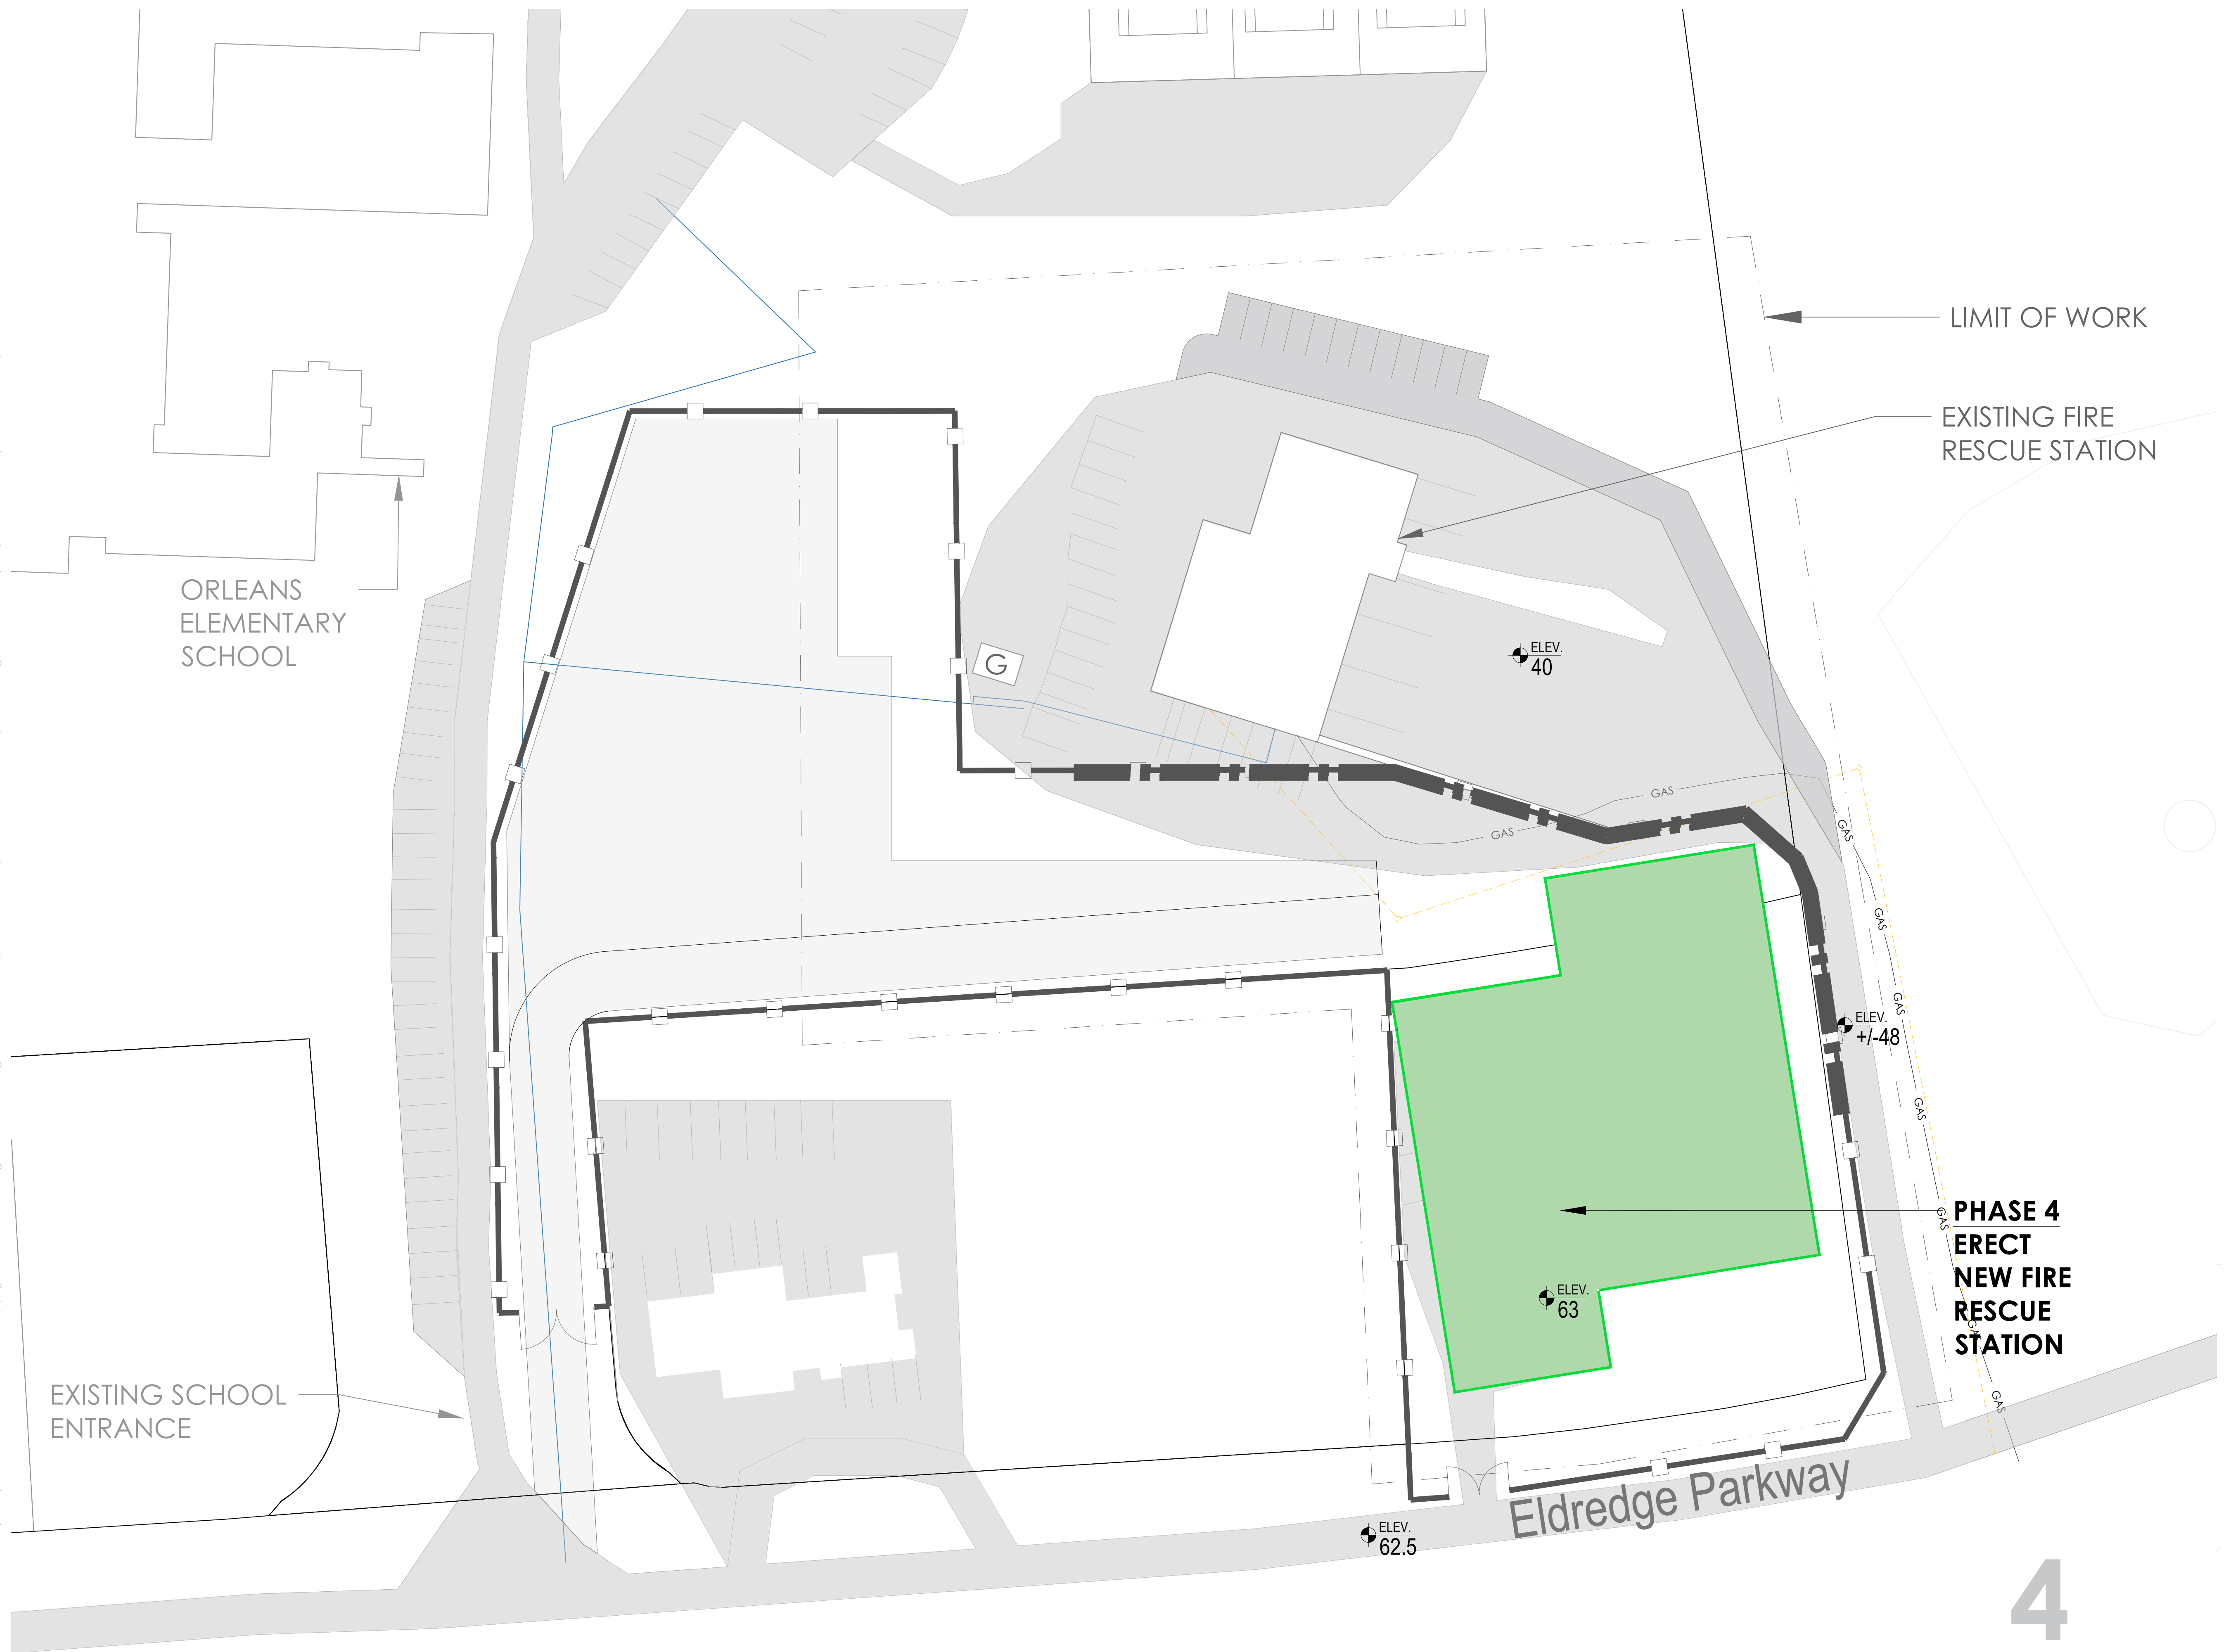 LIMIT OF WORK
EXISTING FIRE
RESCUE STATION
ORLEANS
ELEMENTARY
SCHOOL
G
ELEV.
40
GAS
GAS
GAS
GAS
GAS
ELEV.
+/-48
GAS
PHASE 4
ERECT
NEW FIRE
RESCUE
STATION
GAS
GAS
ELEV.
63
EXISTING SCHOOL
ENTRANCE
GAS
Eldredge Parkway
ELEV.
62.5
4